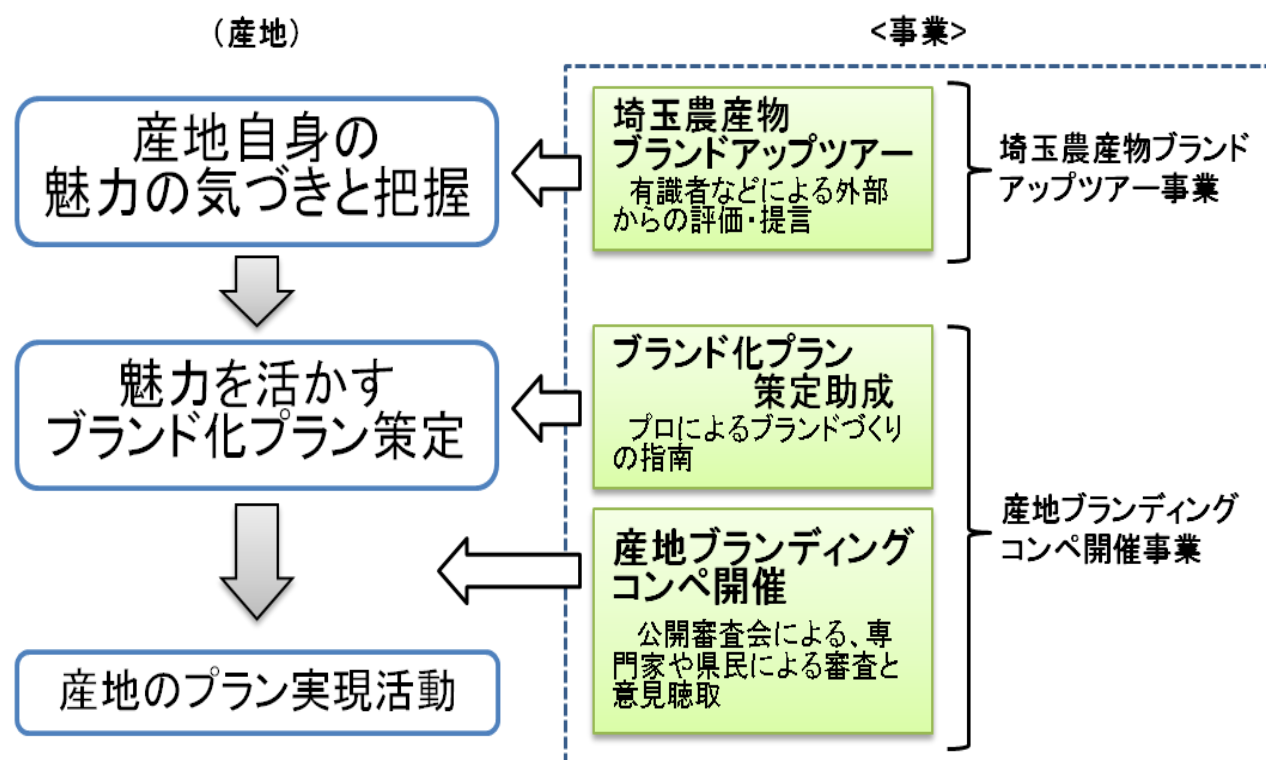 (産地)
<事業>
産地自身の
魅力の気づきと把握
埼玉農産物
ブランドアップツアー
有識者などによる外部
からの評価・提言
埼玉農産物ブランド
アップツアー事業
魅力を活かす
ブランド化プラン策定
ブランド化プラン
策定助成
プロによるブランドづくり
の指南
産地ブランディング
コンペ開催
公開審査会による、専
門家や県民による審査と
意見聴取
産地ブランディング
コンペ開催事業
産地のプラン実現活動